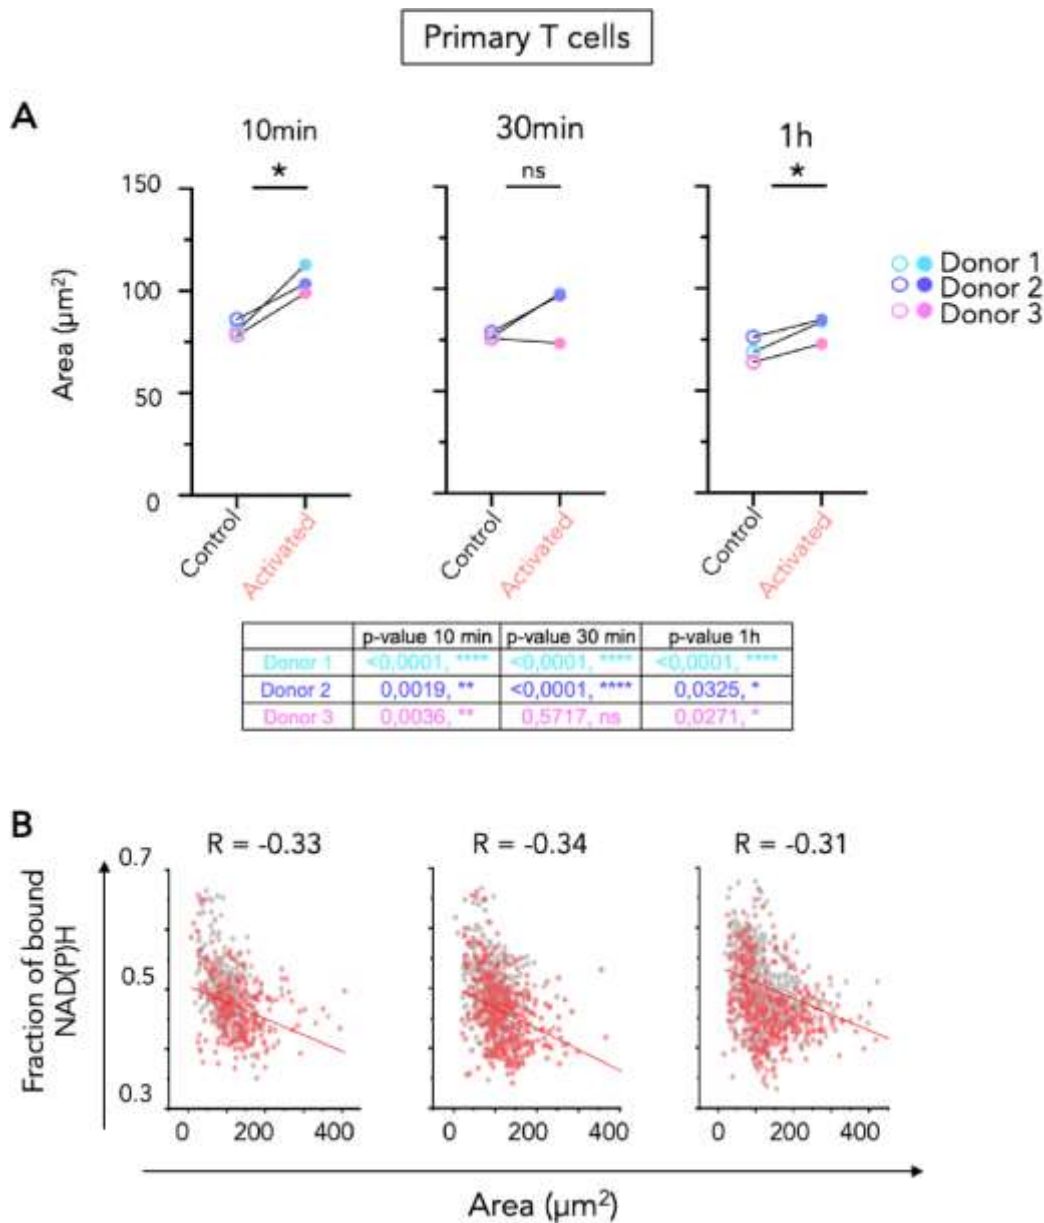 Primary T cells
A
10min
30min
1h
*
ns
*
150
100
50
0
Area (µm²)
Control
Activated
Control
Activated
Control
Activated
Donor 1
Donor 2
Donor 3
p-value 10 min p-value 30 min p-value 1h
Donor 1 <0,0001, **** <0,0001, **** <0,0001, ****
Donor 2 0,0019, ** <0,0001, **** 0,0325, *
Donor 3 0,0036, ** 0,5717, ns 0,0271, *
B
R = -0.33
R = -0.34
R = -0.31
Fraction of bound
NAD(P)H
0.7
0.5
0.3
0 200 400
0 200 400
0 200 400
Area (µm²)